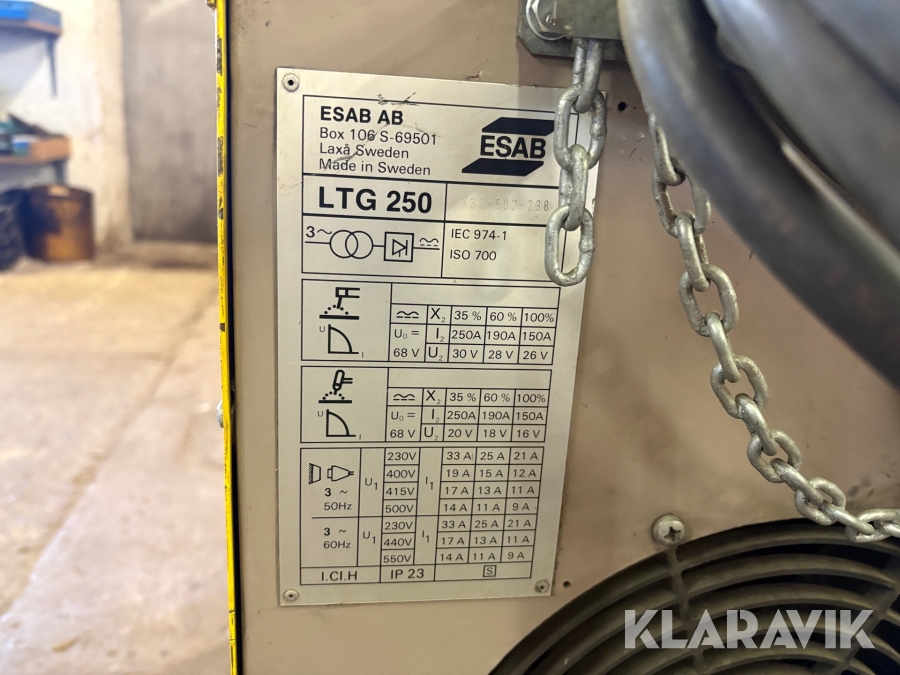 ESAB AB
Box 106 S-69501
Laxå Sweden
Made in Sweden
ESAB
LTG 250
IEC 974-1
ISO 700
3~
U I
X2 35 % 60 % 100%
U0 = I2 250A 190A 150A
68 V U2 30 V 28 V 26 V
U I
X2 35 % 60 % 100%
U0 = I2 250A 190A 150A
68 V U2 20 V 18 V 16 V
3 ~ 50Hz U1 I1
230V 33 A 25 A 21 A
400V 19 A 15 A 12 A
415V 17 A 13 A 11 A
500V 14 A 11 A 9 A
3 ~ 60Hz U1 I1
230V 33 A 25 A 21 A
440V 17 A 13 A 11 A
550V 14 A 11 A 9 A
I.CI.H IP 23 S
KLARAVIK